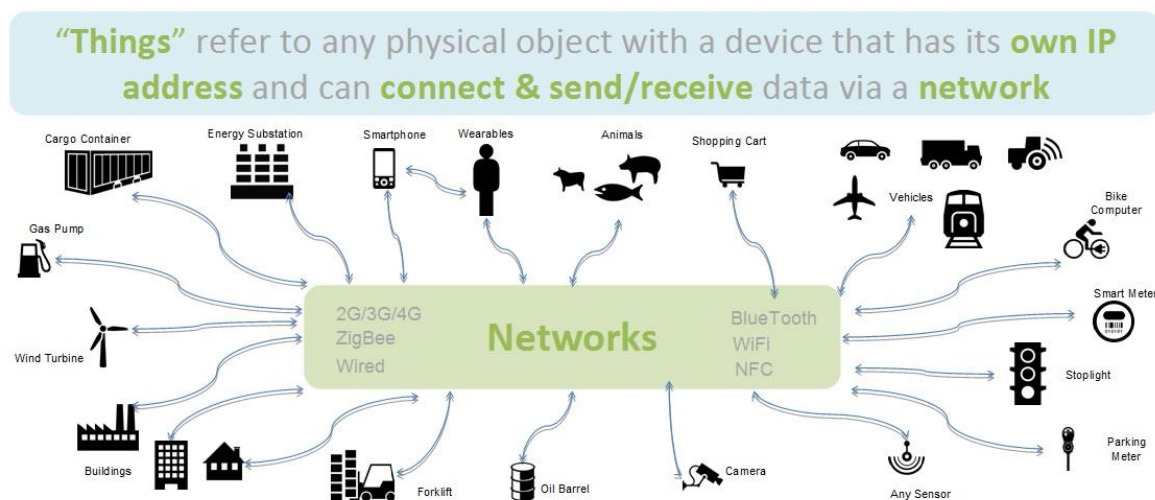 “Things” refer to any physical object with a device that has its own IP
address and can connect & send/receive data via a network
Cargo Container
Energy Substation
Smartphone
Wearables
Animals
Shopping Cart
Vehicles
Bike
Computer
Gas Pump
Smart Meter
Wind Turbine
2G/3G/4G
ZigBee
Wired
Networks
BlueTooth
WiFi
NFC
Stoplight
Buildings
Forklift
Oil Barrel
Camera
Any Sensor
Parking
Meter